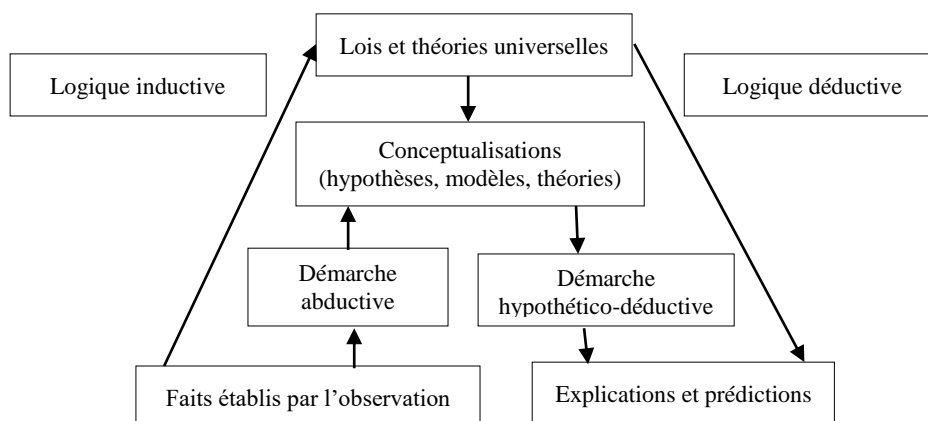 Lois et théories universelles
Logique inductive
Logique déductive
Conceptualisations
(hypothèses, modèles, théories)
Démarche
abductive
Démarche
hypothético-déductive
Faits établis par l’observation
Explications et prédictions